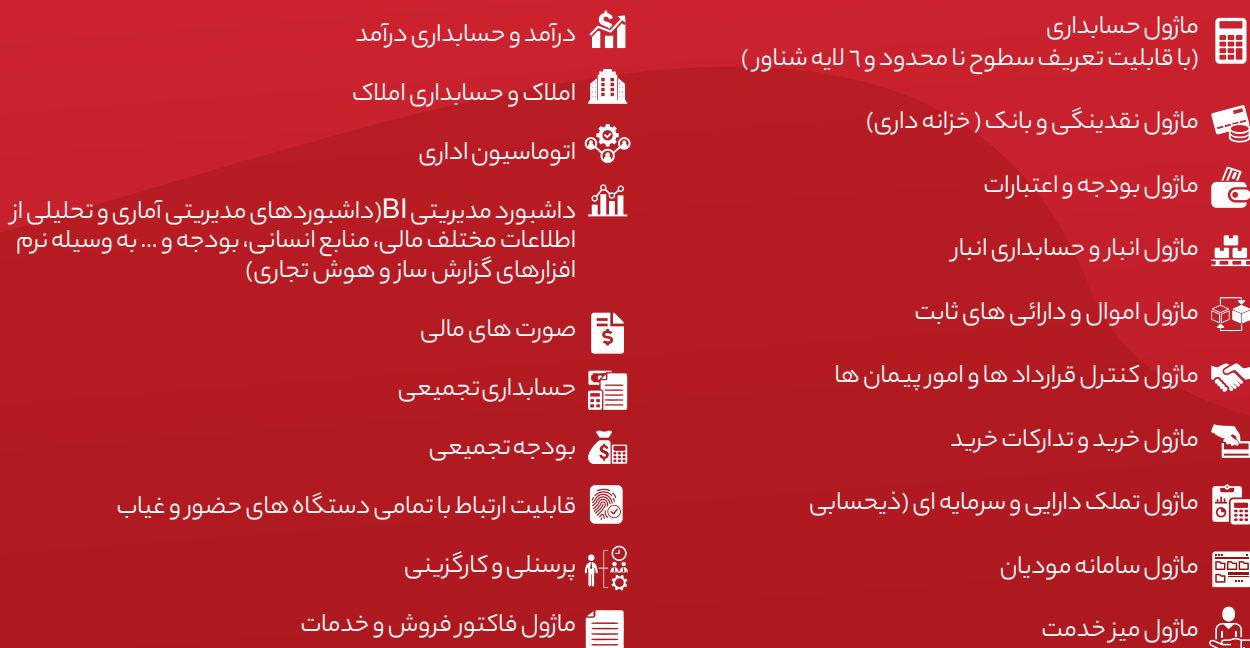 ماژول حسابداری
(با قابلیت تعریف سطوح نا محدود و ٦ لایه شناور )
ماژول نقدینگی و بانک ( خزانه داری)
ماژول بودجه و اعتبارات
ماژول انبار و حسابداری انبار
ماژول اموال و دارائی های ثابت
ماژول کنترل قرارداد ها و امور پیمان ها
ماژول خرید و تدارکات خرید
ماژول تملک دارایی و سرمایه ای (ذیحسابی
ماژول سامانه مودیان
ماژول میز خدمت
درآمد و حسابداری درآمد
املاک و حسابداری املاک
اتوماسیون اداری
داشبورد مدیریتی BI(داشبوردهای مدیریتی آماری و تحلیلی از
اطلاعات مختلف مالی، منابع انسانی، بودجه و ... به وسیله نرم
افزارهای گزارش ساز و هوش تجاری)
صورت های مالی
حسابداری تجمیعی
بودجه تجمیعی
قابلیت ارتباط با تمامی دستگاه های حضور و غیاب
پرسنلی و کارگزینی
ماژول فاکتور فروش و خدمات